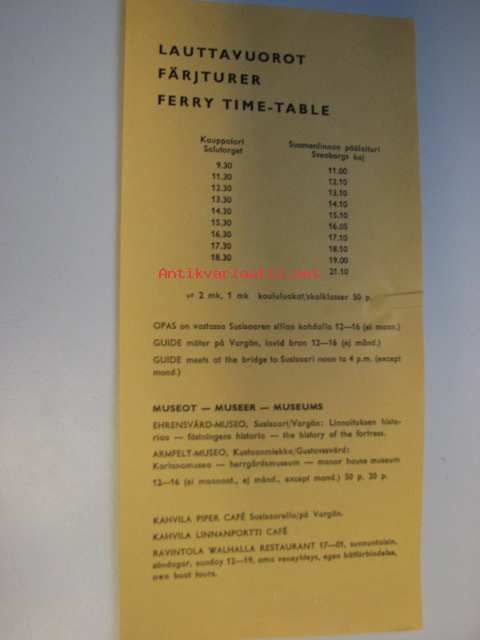 LAUTTAVUOROT
FÄRJTURER
FERRY TIME-TABLE
Kauppatori Suomenlinnan päälaituri
Salutorget Sveaborgs kaj
9.30 11.00
11.30 12.10
12.30 13.10
13.30 14.10
14.30 15.10
15.30 16.05
16.30 17.10
17.30 18.10
18.30 19.00
21.10
Antikvariaatti.net
2 mk, 1 mk koululuokat/skolklasser 50 p.
OPAS on vastassa Susisaaren sillan kohdalla 12—16 (ei maan.)
GUIDE möter på Vargön, invid bron 12—16 (ej månd.)
GUIDE meets at the bridge to Susisaari noon to 4 p.m. (except
mond.)
MUSEOT — MUSEER — MUSEUMS
EHRENSVÄRD-MUSEO, Susisaari/Vargön: Linnoituksen histo-
riaa — fästningens historia — the history of the fortress.
ARMFELT-MUSEO, Kustaanmiekka/Gustavssvärd:
Kartanomuseo — herrgårdsmuseum — manor house museum
12—16 (ei maanant., ej månd., except mond.) 50 p. 20 p.
KAHVILA PIPER CAFÉ Susisaarella/på Vargön.
KAHVILA LINNANPORTTI CAFÉ
RAVINTOLA WALHALLA RESTAURANT 17—01, sunnuntaisin,
söndagar, sunday 12—19, oma venayhteys, egen båtförbindelse,
own boat tours.